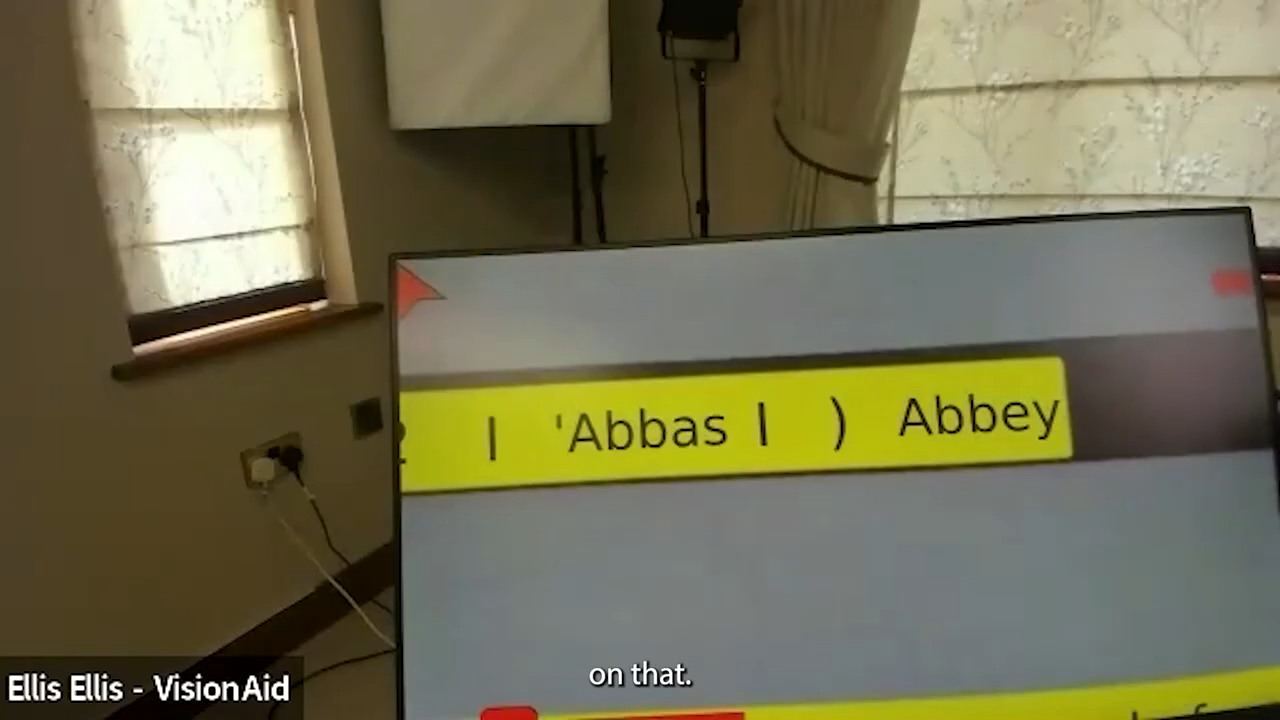 | 'Abbas I ) Abbey
on that.
Ellis Ellis - VisionAid